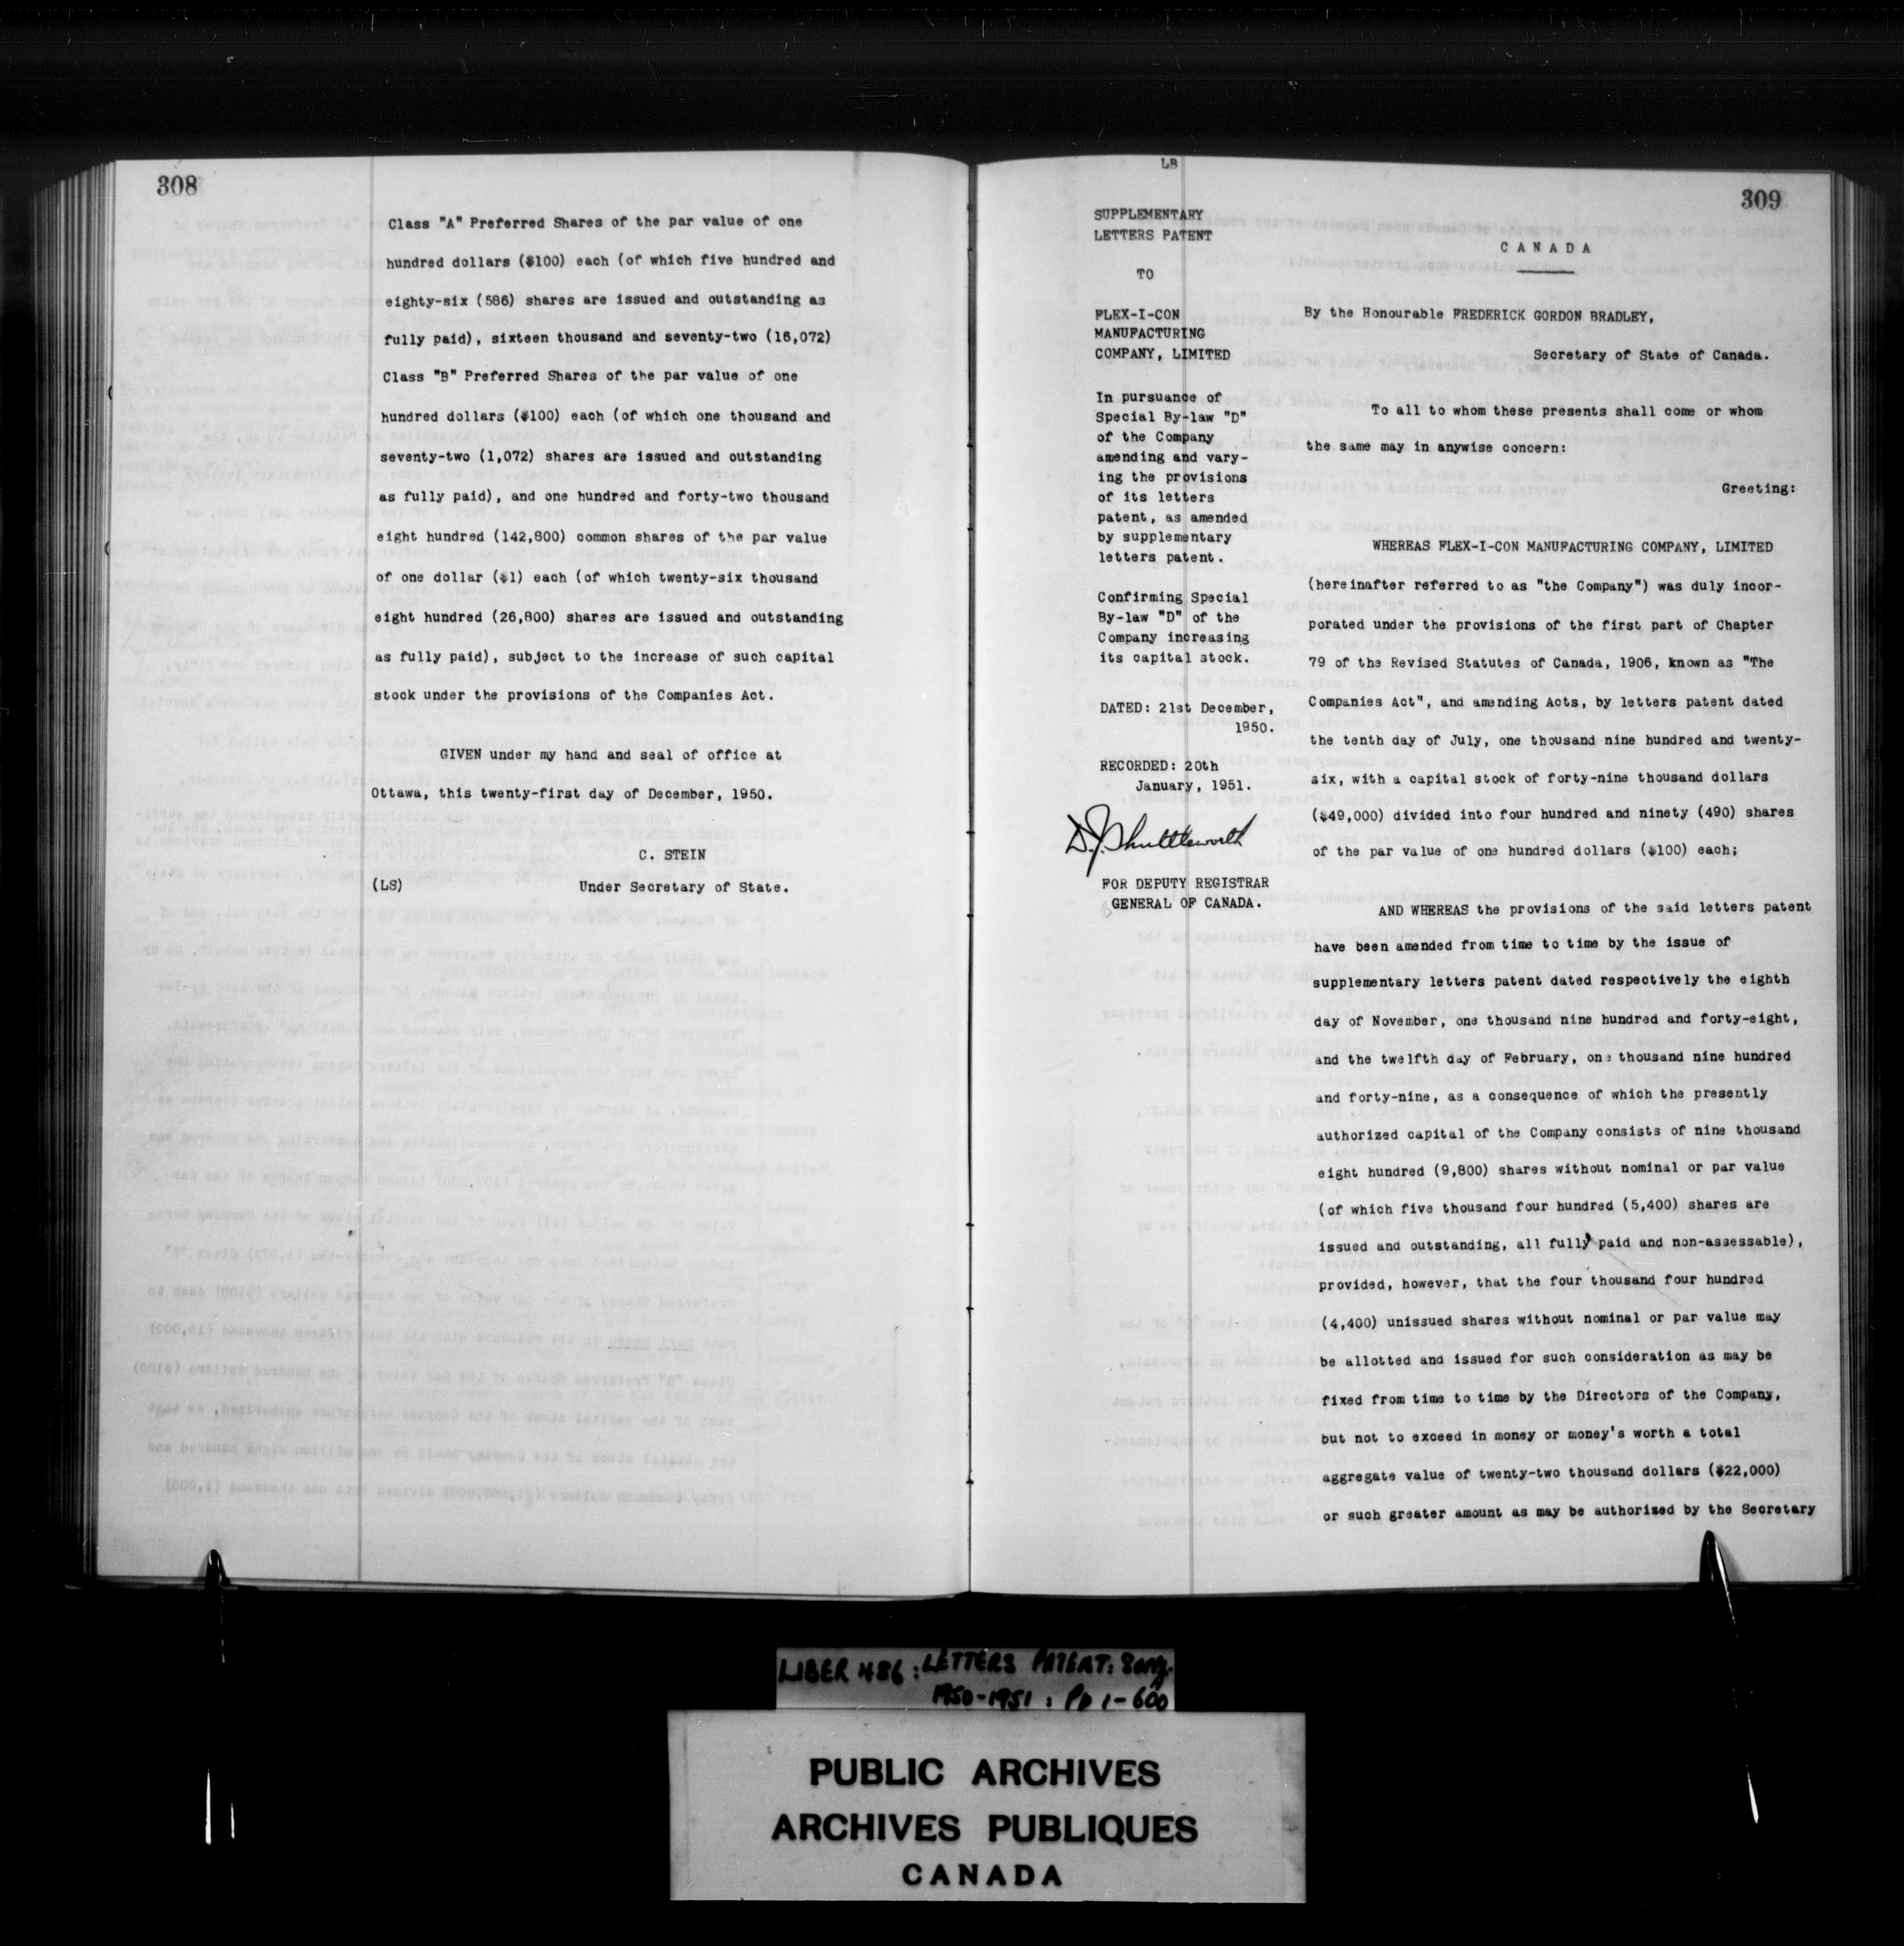 308
Class "A" Preferred Shares of the par value of one
hundred dollars ($100) each (of which five hundred and
eighty-six (586) shares are issued and outstanding as
fully paid), sixteen thousand and seventy-two (16,072)
Class "B" Preferred Shares of the par value of one
hundred dollars ($100) each (of which one thousand and
seventy-two (1,072) shares are issued and outstanding
as fully paid), and one hundred and forty-two thousand
eight hundred (142,800) common shares of the par value
of one dollar ($1) each (of which twenty-six thousand
eight hundred (26,800) shares are issued and outstanding
as fully paid), subject to the increase of such capital
stock under the provisions of the Companies Act.
GIVEN under my hand and seal of office at
Ottawa, this twenty-first day of December, 1950.
C. STEIN
(LS) Under Secretary of State.
LB
309
SUPPLEMENTARY
LETTERS PATENT
TO
FLEX-I-CON
MANUFACTURING
COMPANY, LIMITED
In pursuance of
Special By-law "D"
of the Company
amending and vary-
ing the provisions
of its letters
patent, as amended
by supplementary
letters patent.
Confirming Special
By-law "D" of the
Company increasing
its capital stock.
DATED: 21st December,
1950.
RECORDED: 20th
January, 1951.
D.J. Shuttleworth
FOR DEPUTY REGISTRAR
GENERAL OF CANADA.
CANADA
By the Honourable FREDERICK GORDON BRADLEY,
Secretary of State of Canada.
To all to whom these presents shall come or whom
the same may in anywise concern:
Greeting:
WHEREAS FLEX-I-CON MANUFACTURING COMPANY, LIMITED
(hereinafter referred to as "the Company") was duly incor-
porated under the provisions of the first part of Chapter
79 of the Revised Statutes of Canada, 1906, known as "The
Companies Act", and amending Acts, by letters patent dated
the tenth day of July, one thousand nine hundred and twenty-
six, with a capital stock of forty-nine thousand dollars
($49,000) divided into four hundred and ninety (490) shares
of the par value of one hundred dollars ($100) each;
AND WHEREAS the provisions of the said letters patent
have been amended from time to time by the issue of
supplementary letters patent dated respectively the eighth
day of November, one thousand nine hundred and forty-eight,
and the twelfth day of February, one thousand nine hundred
and forty-nine, as a consequence of which the presently
authorized capital of the Company consists of nine thousand
eight hundred (9,800) shares without nominal or par value
(of which five thousand four hundred (5,400) shares are
issued and outstanding, all fully paid and non-assessable),
provided, however, that the four thousand four hundred
(4,400) unissued shares without nominal or par value may
be allotted and issued for such consideration as may be
fixed from time to time by the Directors of the Company,
but not to exceed in money or money's worth a total
aggregate value of twenty-two thousand dollars ($22,000)
or such greater amount as may be authorized by the Secretary
LIBER 486: LETTERS PATENT:
1950-1951: Pp 1-600
PUBLIC ARCHIVES
ARCHIVES PUBLIQUES
CANADA